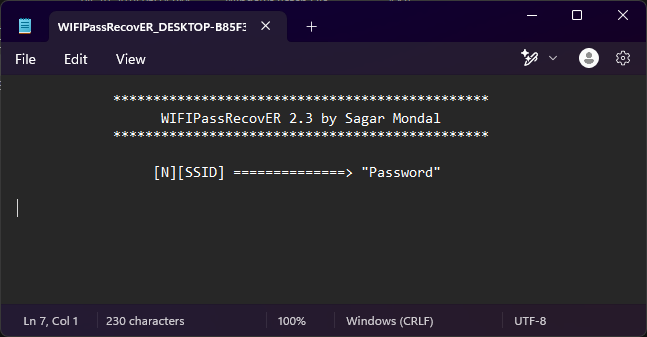 WIFIPassRecovER_DESKTOP-B85F3
File Edit View
***********************************************
WIFIPassRecovER 2.3 by Sagar Mondal
***********************************************
[N][SSID] ==============> "Password"
Ln 7, Col 1 230 characters 100% Windows (CRLF) UTF-8